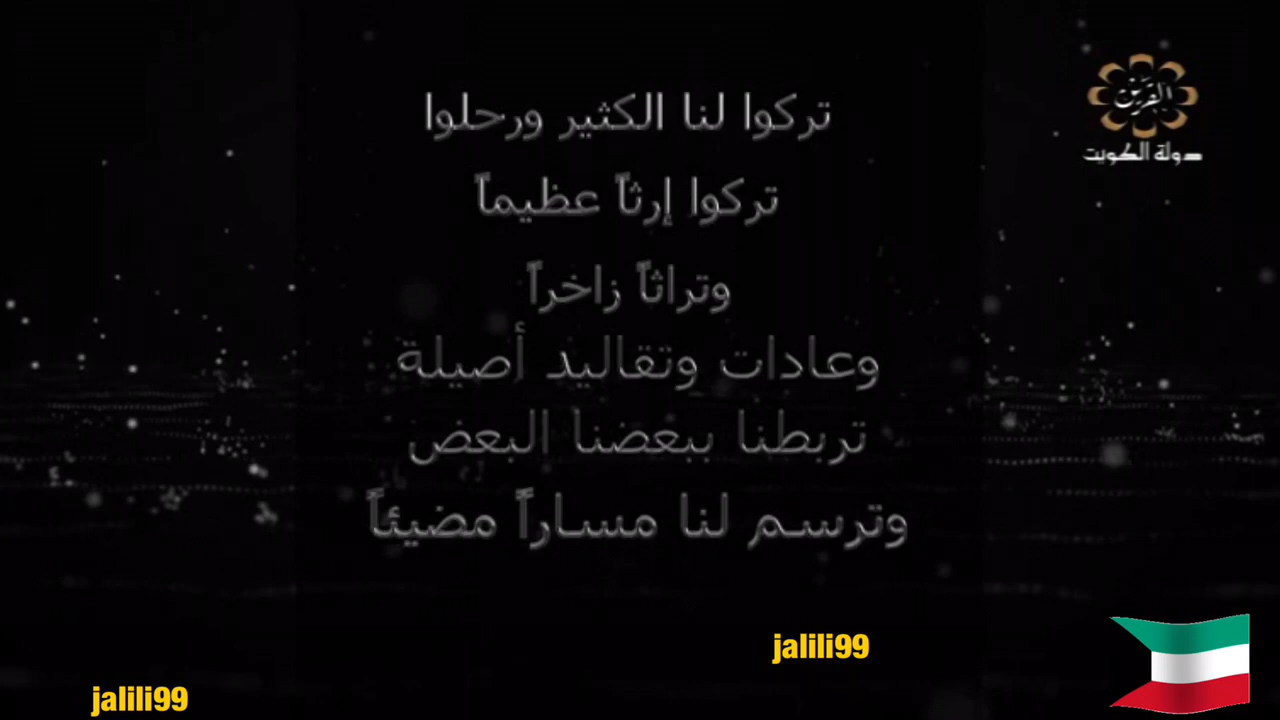 تركوا لنا الكثير ورحلوا
القرين
دولة الكويت
تركوا إرثاً عظيماً
وتراثاً زاخراً
وعادات وتقاليد أصيلة
تربطنا ببعضنا البعض
وترسم لنا مساراً مضيئاً
jalili99
jalili99